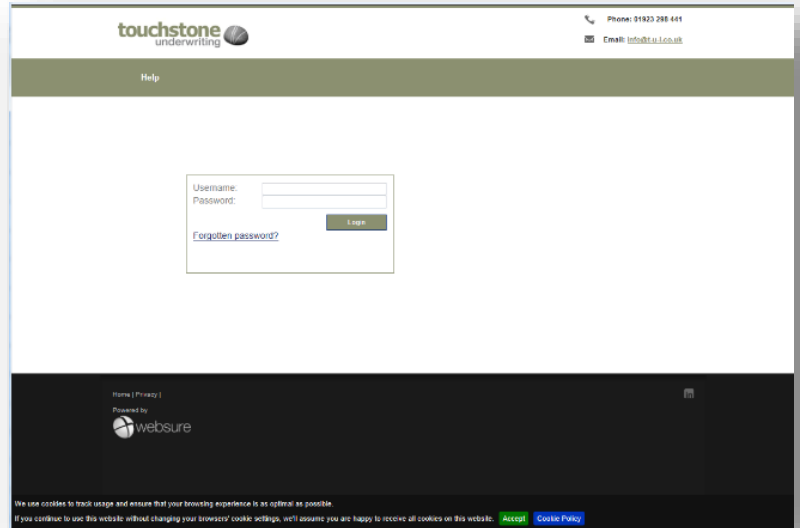 touchstone
underwriting
Phone: 01923 298 441
Email: info@t-u-l.co.uk
Help
Username:
Password:
Login
Forgotten password?
Home | Privacy |
in
Powered by
websure
We use cookies to track usage and ensure that your browsing experience is as optimal as possible.
If you continue to use this website without changing your browsers' cookie settings, we'll assume you are happy to receive all cookies on this website. Accept Cookie Policy